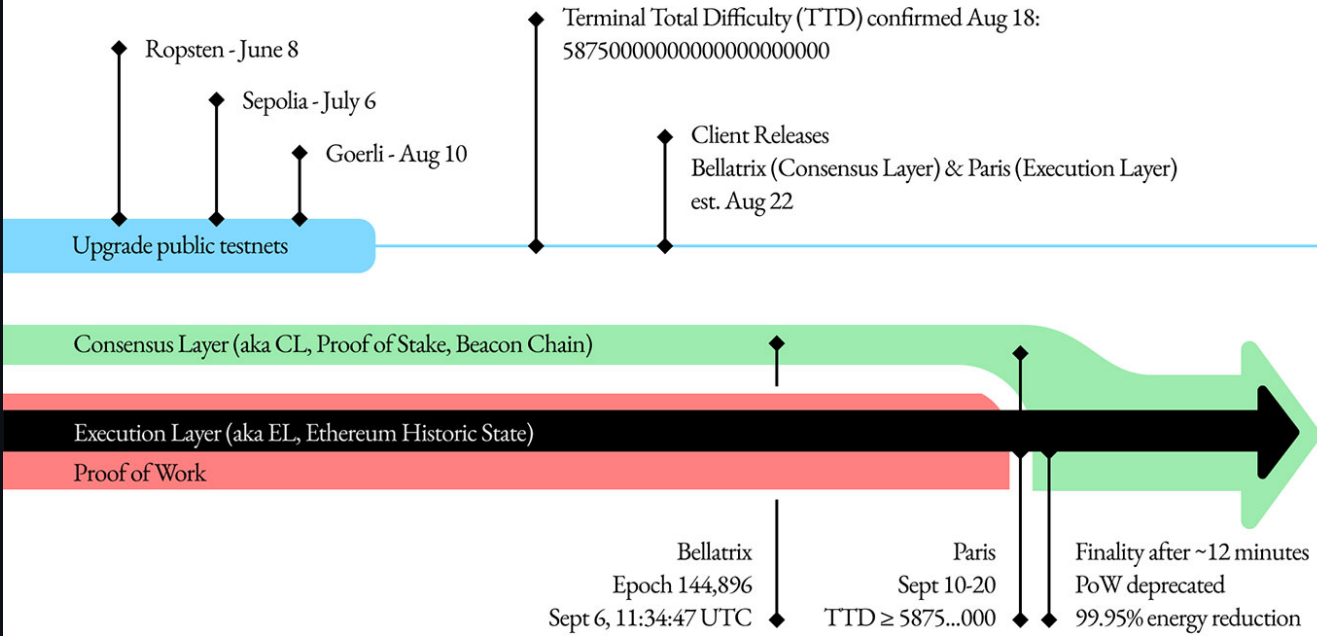 Terminal Total Difficulty (TTD) confirmed Aug 18:
58750000000000000000000
Ropsten - June 8
Sepolia - July 6
Goerli - Aug 10
Client Releases
Bellatrix (Consensus Layer) & Paris (Execution Layer)
est. Aug 22
Upgrade public testnets
Consensus Layer (aka CL, Proof of Stake, Beacon Chain)
Execution Layer (aka EL, Ethereum Historic State)
Proof of Work
Bellatrix
Epoch 144,896
Sept 6, 11:34:47 UTC
Paris
Sept 10-20
TTD ≥ 5875...000
Finality after ~12 minutes
PoW deprecated
99.95% energy reduction